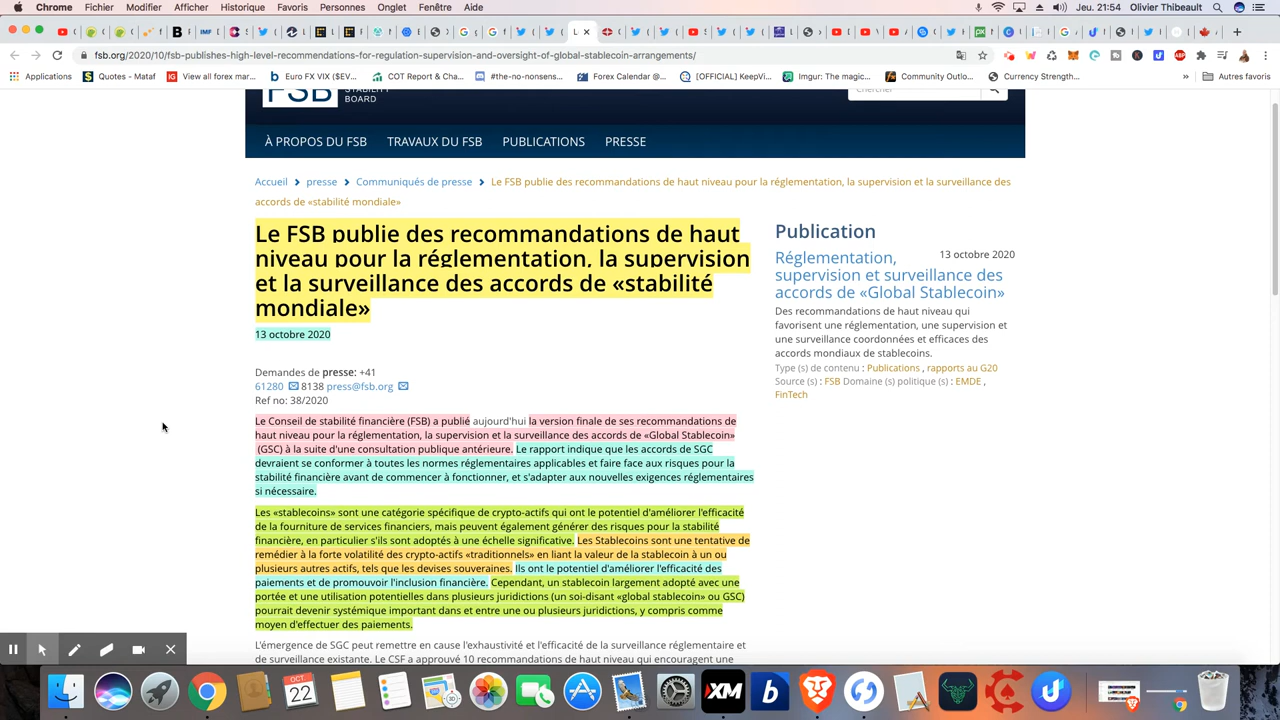 Chrome Fichier Modifier Afficher Historique Favoris Personnes Onglet Fenêtre Aide Jeu. 21:54 Olivier Thibeault
fsb.org/2020/10/fsb-publishes-high-level-recommendations-for-regulation-supervision-and-oversight-of-global-stablecoin-arrangements/
Applications Quotes - Mataf View all forex mar... Euro FX VIX ($EV... COT Report & Cha... #the-no-nonsens... Forex Calendar @... [OFFICIAL] KeepVi... Imgur: The magic... Community Outlo... Currency Strength... » Autres favoris
FSB STABILITY
BOARD
Chercher
À PROPOS DU FSB TRAVAUX DU FSB PUBLICATIONS PRESSE
Accueil presse Communiqués de presse Le FSB publie des recommandations de haut niveau pour la réglementation, la supervision et la surveillance des
accords de «stabilité mondiale»
Le FSB publie des recommandations de haut
niveau pour la réglementation, la supervision
et la surveillance des accords de «stabilité
mondiale»
13 octobre 2020
Demandes de presse: +41
61280 8138 press@fsb.org
Ref no: 38/2020
Le Conseil de stabilité financière (FSB) a publié aujourd'hui la version finale de ses recommandations de
haut niveau pour la réglementation, la supervision et la surveillance des accords de «Global Stablecoin»
(GSC) à la suite d'une consultation publique antérieure. Le rapport indique que les accords de SGC
devraient se conformer à toutes les normes réglementaires applicables et faire face aux risques pour la
stabilité financière avant de commencer à fonctionner, et s'adapter aux nouvelles exigences réglementaires
si nécessaire.
Les «stablecoins» sont une catégorie spécifique de crypto-actifs qui ont le potentiel d'améliorer l'efficacité
de la fourniture de services financiers, mais peuvent également générer des risques pour la stabilité
financière, en particulier s'ils sont adoptés à une échelle significative. Les Stablecoins sont une tentative de
remédier à la forte volatilité des crypto-actifs «traditionnels» en liant la valeur de la stablecoin à un ou
plusieurs autres actifs, tels que les devises souveraines. Ils ont le potentiel d'améliorer l'efficacité des
paiements et de promouvoir l'inclusion financière. Cependant, un stablecoin largement adopté avec une
portée et une utilisation potentielles dans plusieurs juridictions (un soi-disant «global stablecoin» ou GSC)
pourrait devenir systémique important dans et entre une ou plusieurs juridictions, y compris comme
moyen d'effectuer des paiements.
L'émergence de SGC peut remettre en cause l'exhaustivité et l'efficacité de la surveillance réglementaire et
de surveillance existante. Le CSF a approuvé 10 recommandations de haut niveau qui encouragent une
Publication
Réglementation, 13 octobre 2020
supervision et surveillance des
accords de «Global Stablecoin»
Des recommandations de haut niveau qui
favorisent une réglementation, une supervision et
une surveillance coordonnées et efficaces des
accords mondiaux de stablecoins.
Type (s) de contenu : Publications , rapports au G20
Source (s) : FSB Domaine (s) politique (s) : EMDE ,
FinTech
OCT.
22
XM
b